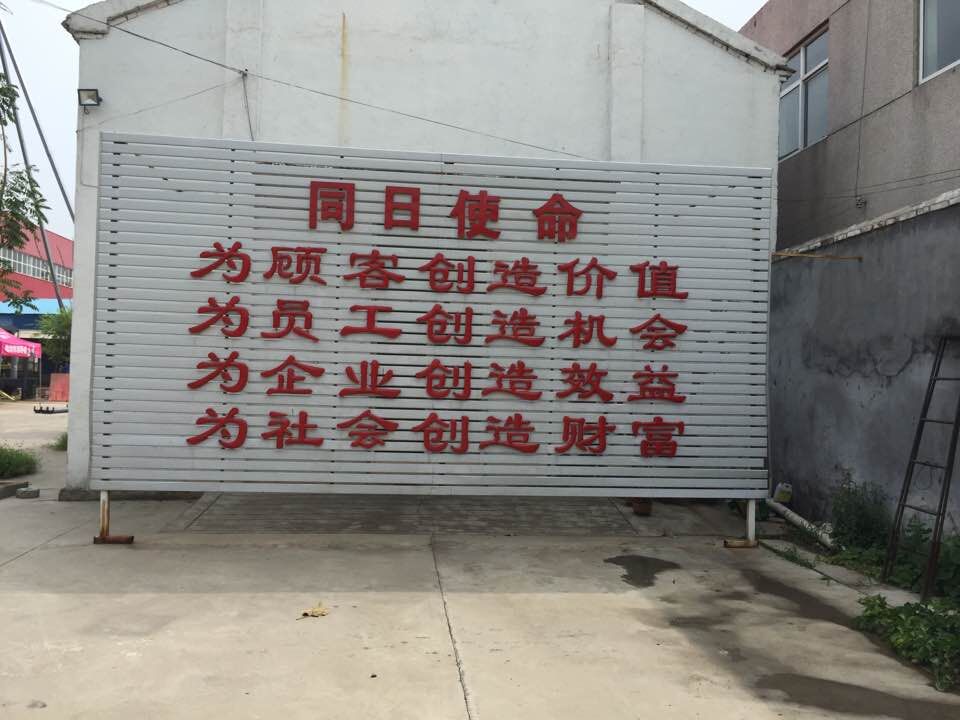 同日使命
为顾客创造价值
为员工创造机会
为企业创造效益
为社会创造财富